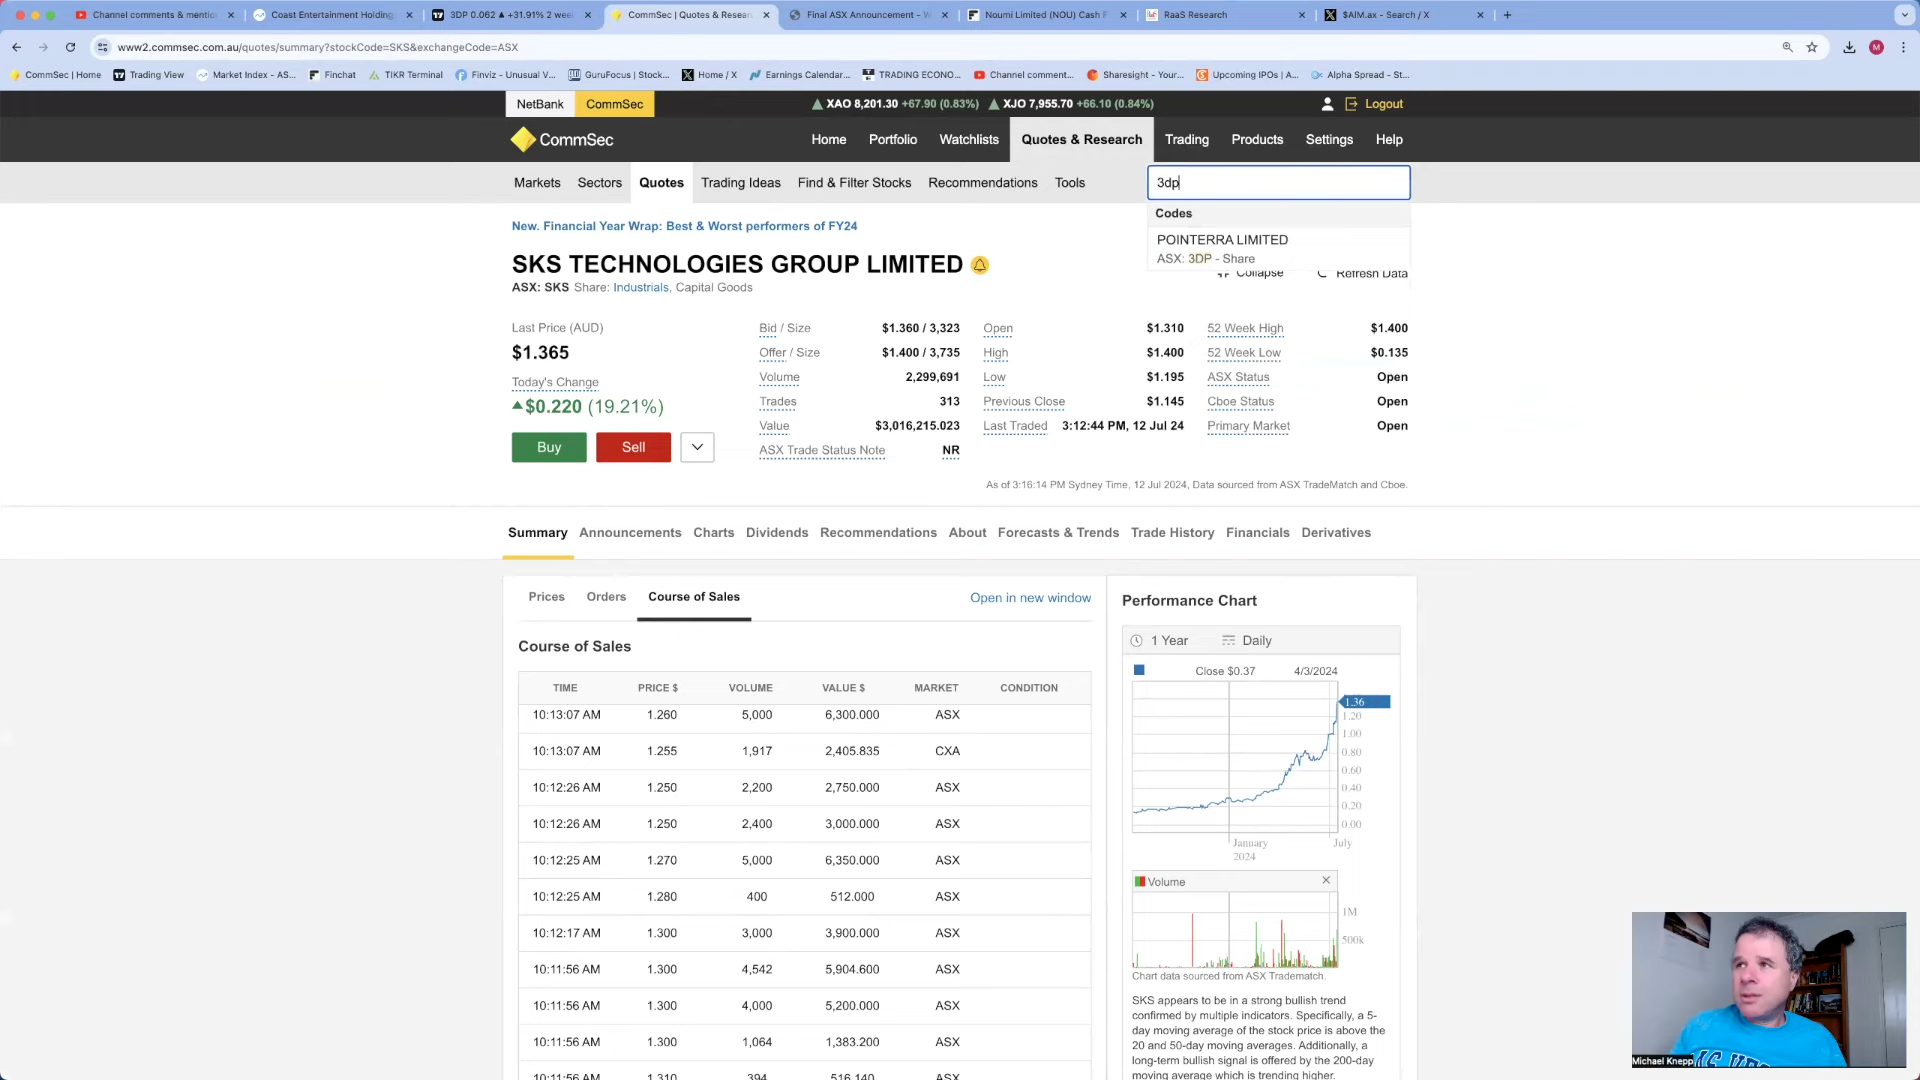 Channel comments & mentio
Coast Entertainment Holding
3DP 0.062 ▲ +31.91% 2 wee
CommSec | Quotes & Resear
Final ASX Announcement - W
Noumi Limited (NOU) Cash F
RaaS Research
$AIM.ax - Search / X
www2.commsec.com.au/quotes/summary?stockCode=SKS&exchangeCode=ASX
M
CommSec | Home
Trading View
Market Index - AS...
Finchat
TIKR Terminal
Finviz - Unusual V...
GuruFocus | Stock...
Home / X
Earnings Calendar...
TRADING ECONO...
Channel comment...
Sharesight - Your...
Upcoming IPOs | A...
Alpha Spread - St...
NetBank
CommSec
▲ XAO 8,201.30 +67.90 (0.83%) ▲ XJO 7,955.70 +66.10 (0.84%)
Logout
CommSec
Home
Portfolio
Watchlists
Quotes & Research
Trading
Products
Settings
Help
Markets
Sectors
Quotes
Trading Ideas
Find & Filter Stocks
Recommendations
Tools
3dp
Codes
POINTERRA LIMITED
ASX: 3DP - Share
New. Financial Year Wrap: Best & Worst performers of FY24
SKS TECHNOLOGIES GROUP LIMITED
Collapse
Refresh Data
ASX: SKS Share: Industrials, Capital Goods
Last Price (AUD)
$1.365
Today's Change
▲$0.220 (19.21%)
Buy
Sell
Bid / Size $1.360 / 3,323
Offer / Size $1.400 / 3,735
Volume 2,299,691
Trades 313
Value $3,016,215.023
ASX Trade Status Note NR
Open $1.310
High $1.400
Low $1.195
Previous Close $1.145
Last Traded 3:12:44 PM, 12 Jul 24
52 Week High $1.400
52 Week Low $0.135
ASX Status Open
Cboe Status Open
Primary Market Open
As of 3:16:14 PM Sydney Time, 12 Jul 2024, Data sourced from ASX TradeMatch and Cboe.
Summary
Announcements
Charts
Dividends
Recommendations
About
Forecasts & Trends
Trade History
Financials
Derivatives
Prices
Orders
Course of Sales
Open in new window
Course of Sales
TIME PRICE $ VOLUME VALUE $ MARKET CONDITION
10:13:07 AM 1.260 5,000 6,300.000 ASX
10:13:07 AM 1.255 1,917 2,405.835 CXA
10:12:26 AM 1.250 2,200 2,750.000 ASX
10:12:26 AM 1.250 2,400 3,000.000 ASX
10:12:25 AM 1.270 5,000 6,350.000 ASX
10:12:25 AM 1.280 400 512.000 ASX
10:12:17 AM 1.300 3,000 3,900.000 ASX
10:11:56 AM 1.300 4,542 5,904.600 ASX
10:11:56 AM 1.300 4,000 5,200.000 ASX
10:11:56 AM 1.300 1,064 1,383.200 ASX
10:11:56 AM 1.310 394 516.140 ASX
Performance Chart
1 Year
Daily
Close $0.37 4/3/2024
1.36
1.20
1.00
0.80
0.60
0.40
0.20
0.00
January
2024
July
Volume
1M
500k
Chart data sourced from ASX Tradematch.
SKS appears to be in a strong bullish trend
confirmed by multiple indicators. Specifically, a 5-
day moving average of the stock price is above the
20 and 50-day moving averages. Additionally, a
long-term bullish signal is offered by the 200-day
moving average which is trending higher.
Michael Knepp